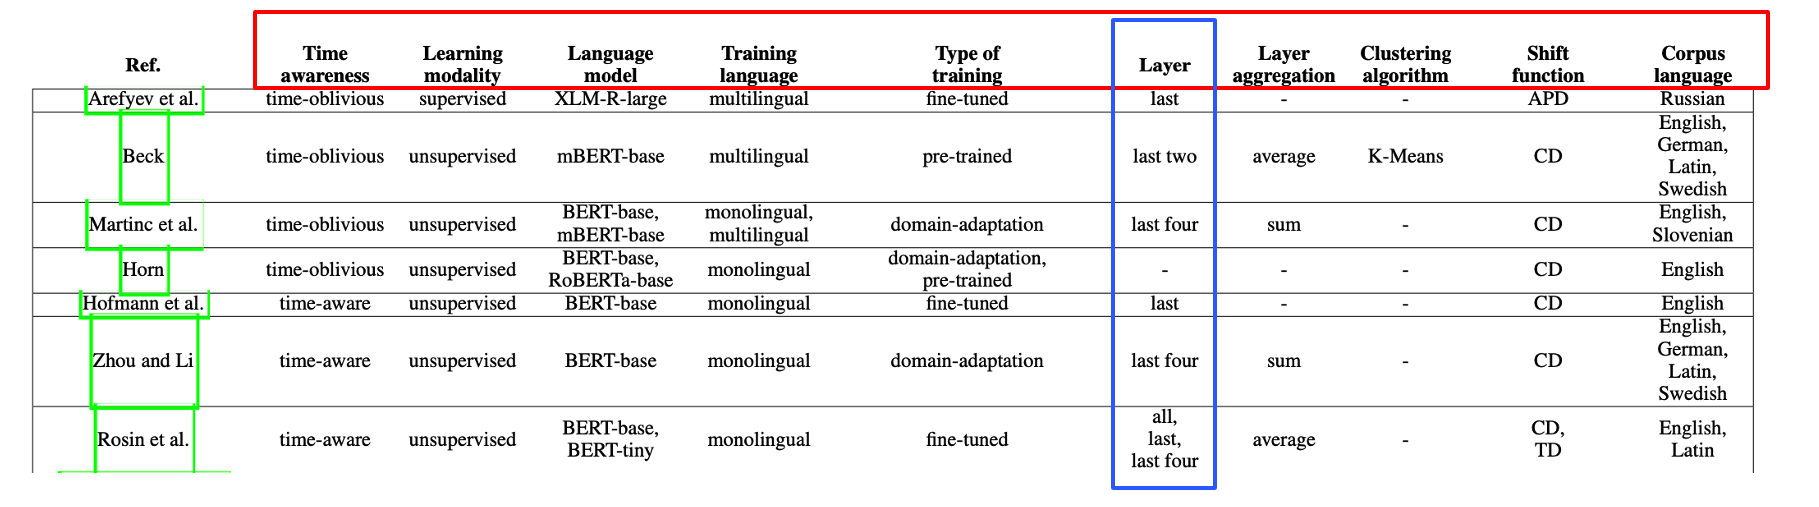 Ref. Time awareness Learning modality Language model Training language Type of training Layer Layer aggregation Clustering algorithm Shift function Corpus language
Arefyev et al. time-oblivious supervised XLM-R-large multilingual fine-tuned last - - APD Russian
Beck time-oblivious unsupervised mBERT-base multilingual pre-trained last two average K-Means CD English, German, Latin, Swedish
Martinc et al. time-oblivious unsupervised BERT-base, mBERT-base monolingual, multilingual domain-adaptation last four sum - CD English, Slovenian
Horn time-oblivious unsupervised BERT-base, RoBERTa-base monolingual domain-adaptation, pre-trained - - - CD English
Hofmann et al. time-aware unsupervised BERT-base monolingual fine-tuned last - - CD English
Zhou and Li time-aware unsupervised BERT-base monolingual domain-adaptation last four sum - CD English, German, Latin, Swedish
Rosin et al. time-aware unsupervised BERT-base, BERT-tiny monolingual fine-tuned all, last, last four average - CD, TD English, Latin